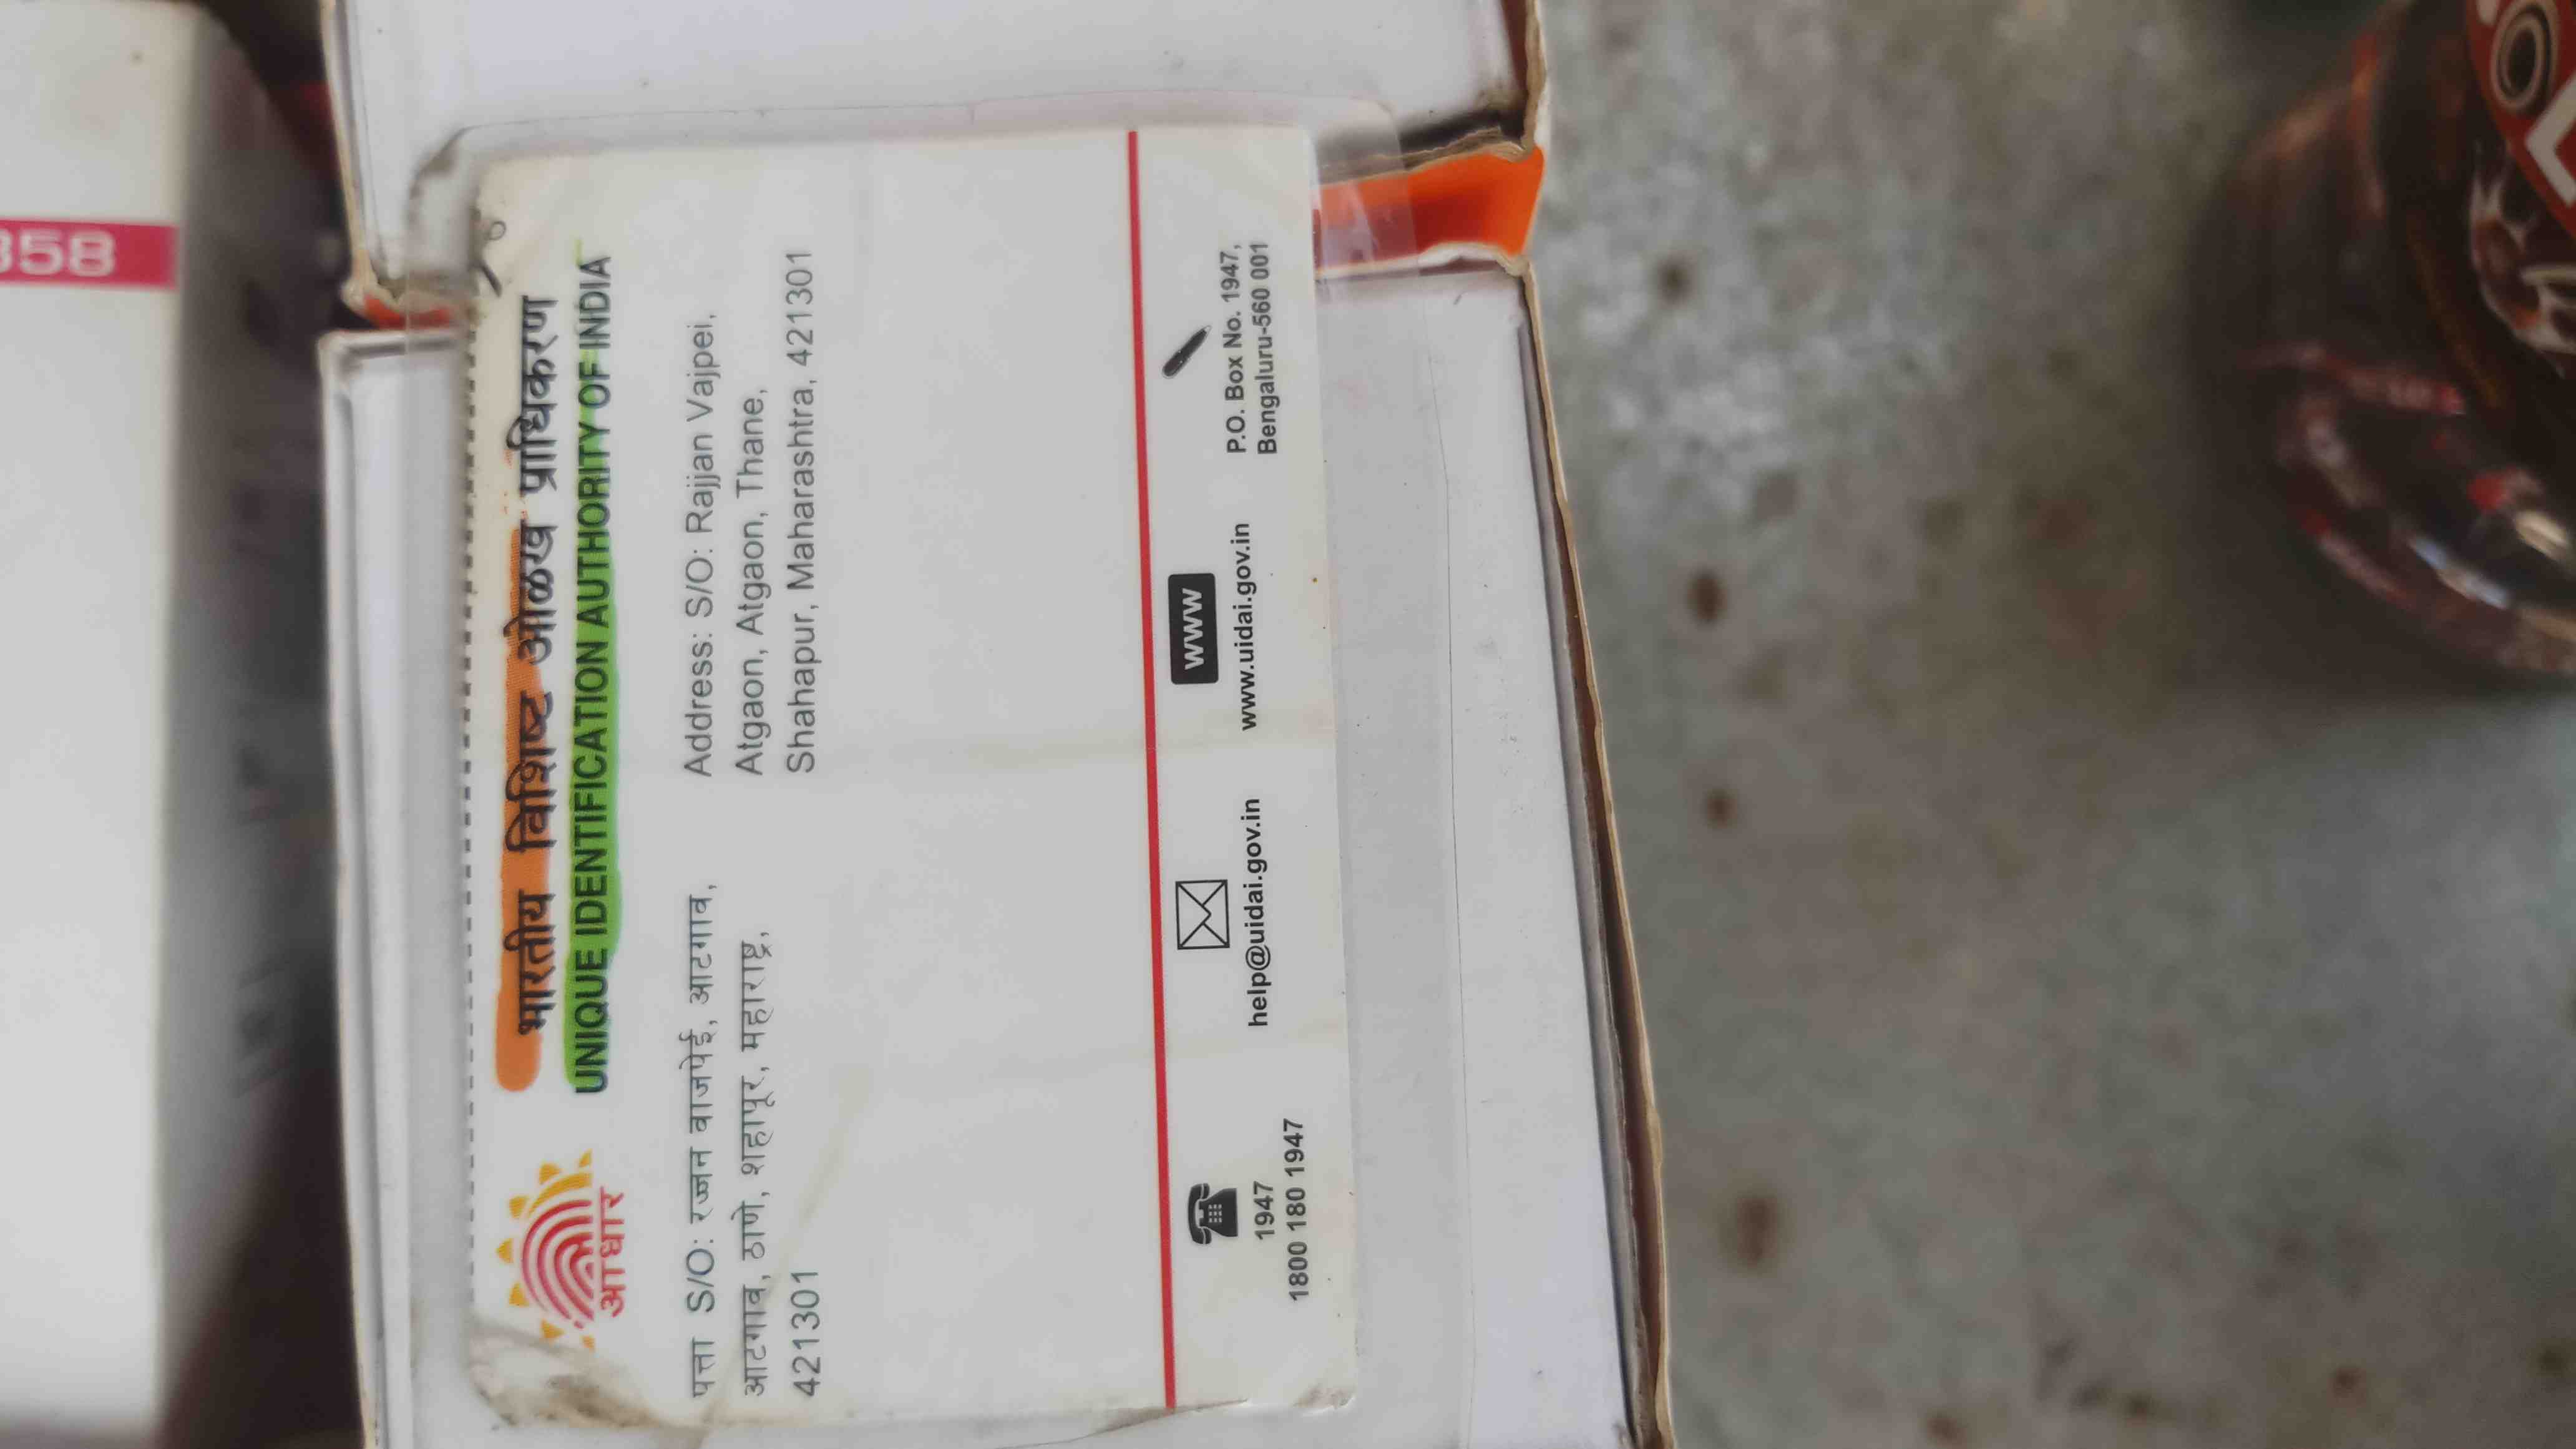 भारतीय विशिष्ट ओळख प्राधिकरण
UNIQUE IDENTIFICATION AUTHORITY OF INDIA
आधार
पत्ता S/O: रज्जन वाजपेई, आटगाव,
आटगाव, ठाणे, शहापूर, महाराष्ट्र,
421301
Address: S/O: Rajjan Vajpei,
Atgaon, Atgaon, Thane,
Shahapur, Maharashtra, 421301
1947
1800 180 1947
help@uidai.gov.in
WWW
www.uidai.gov.in
P.O. Box No. 1947,
Bengaluru-560 001
358